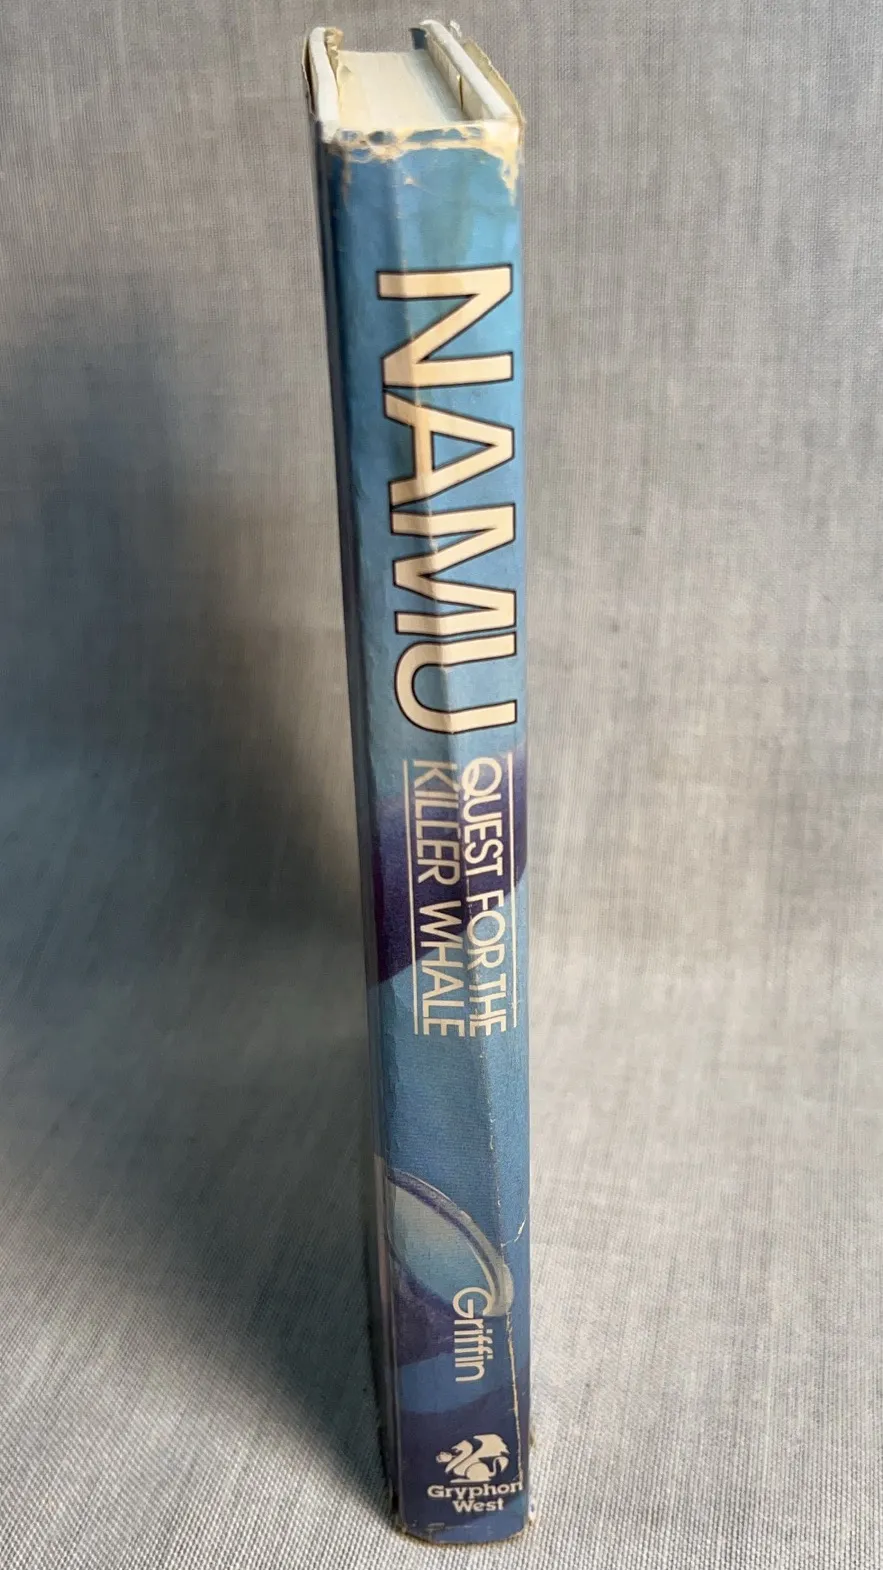 NAMU
QUEST FOR THE
KILLER WHALE
Griffin
Gryphon
West